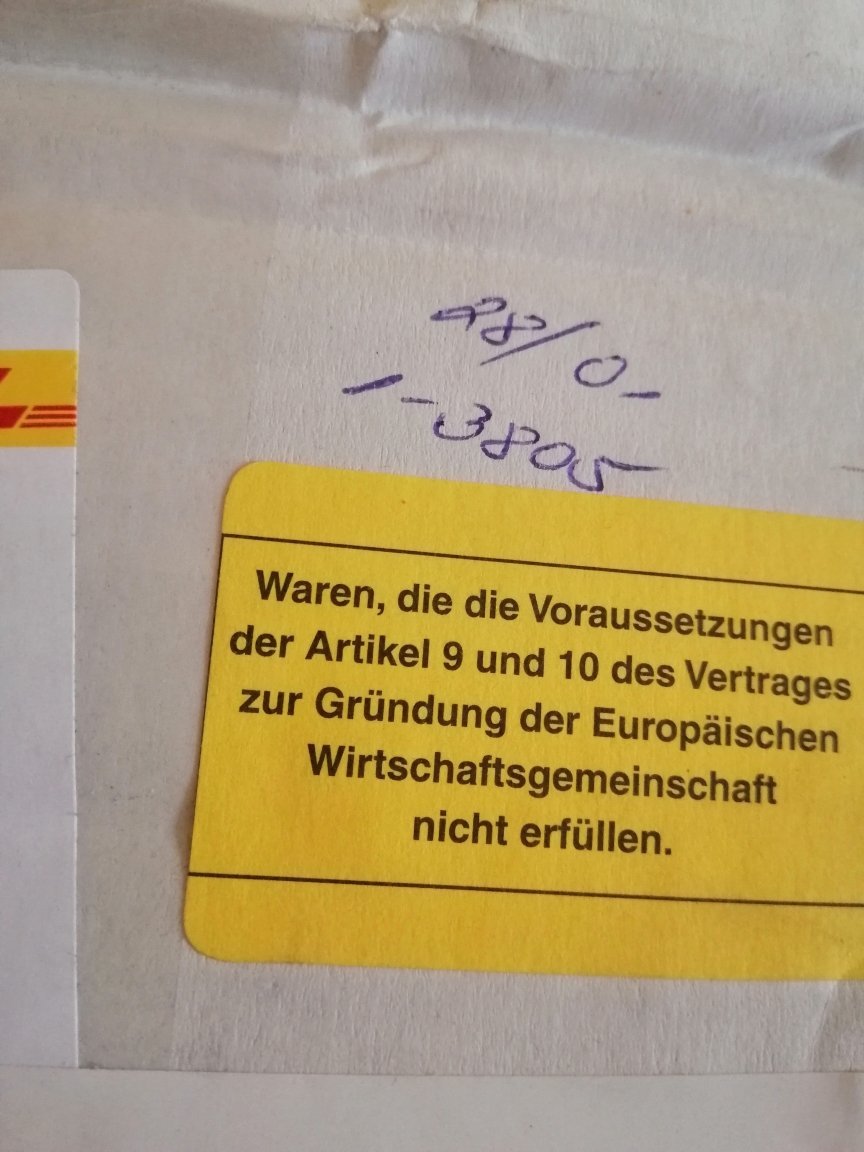 98/0-
1-3805
Waren, die die Voraussetzungen
der Artikel 9 und 10 des Vertrages
zur Gründung der Europäischen
Wirtschaftsgemeinschaft
nicht erfüllen.